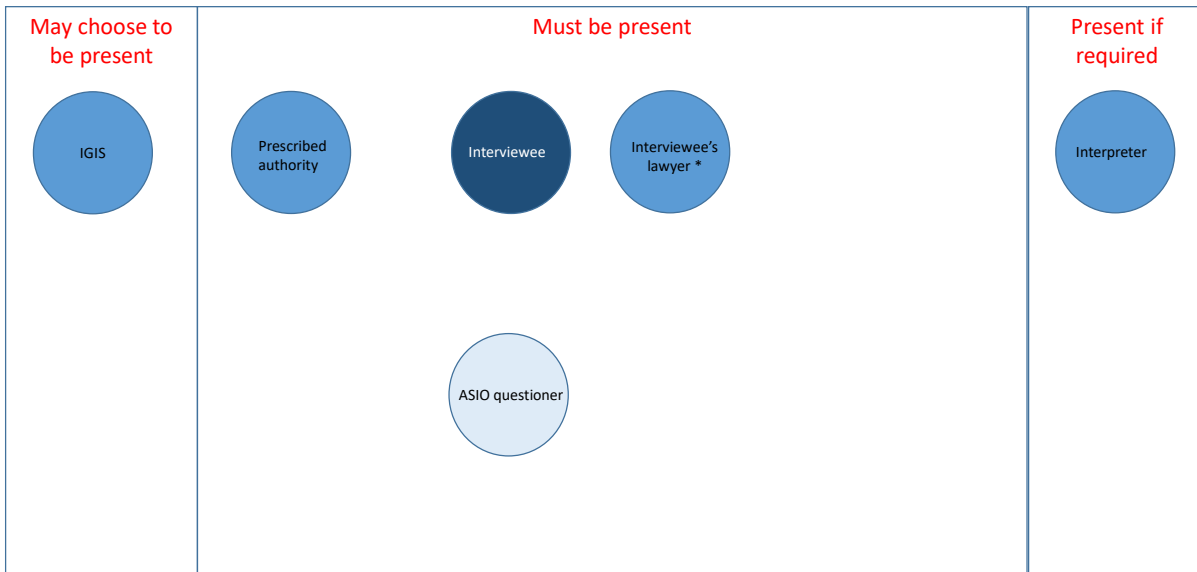 May choose to
be present
Must be present
Present if
required
IGIS
Prescribed
authority
Interviewee
Interviewee's
lawyer *
Interpreter
ASIO questioner